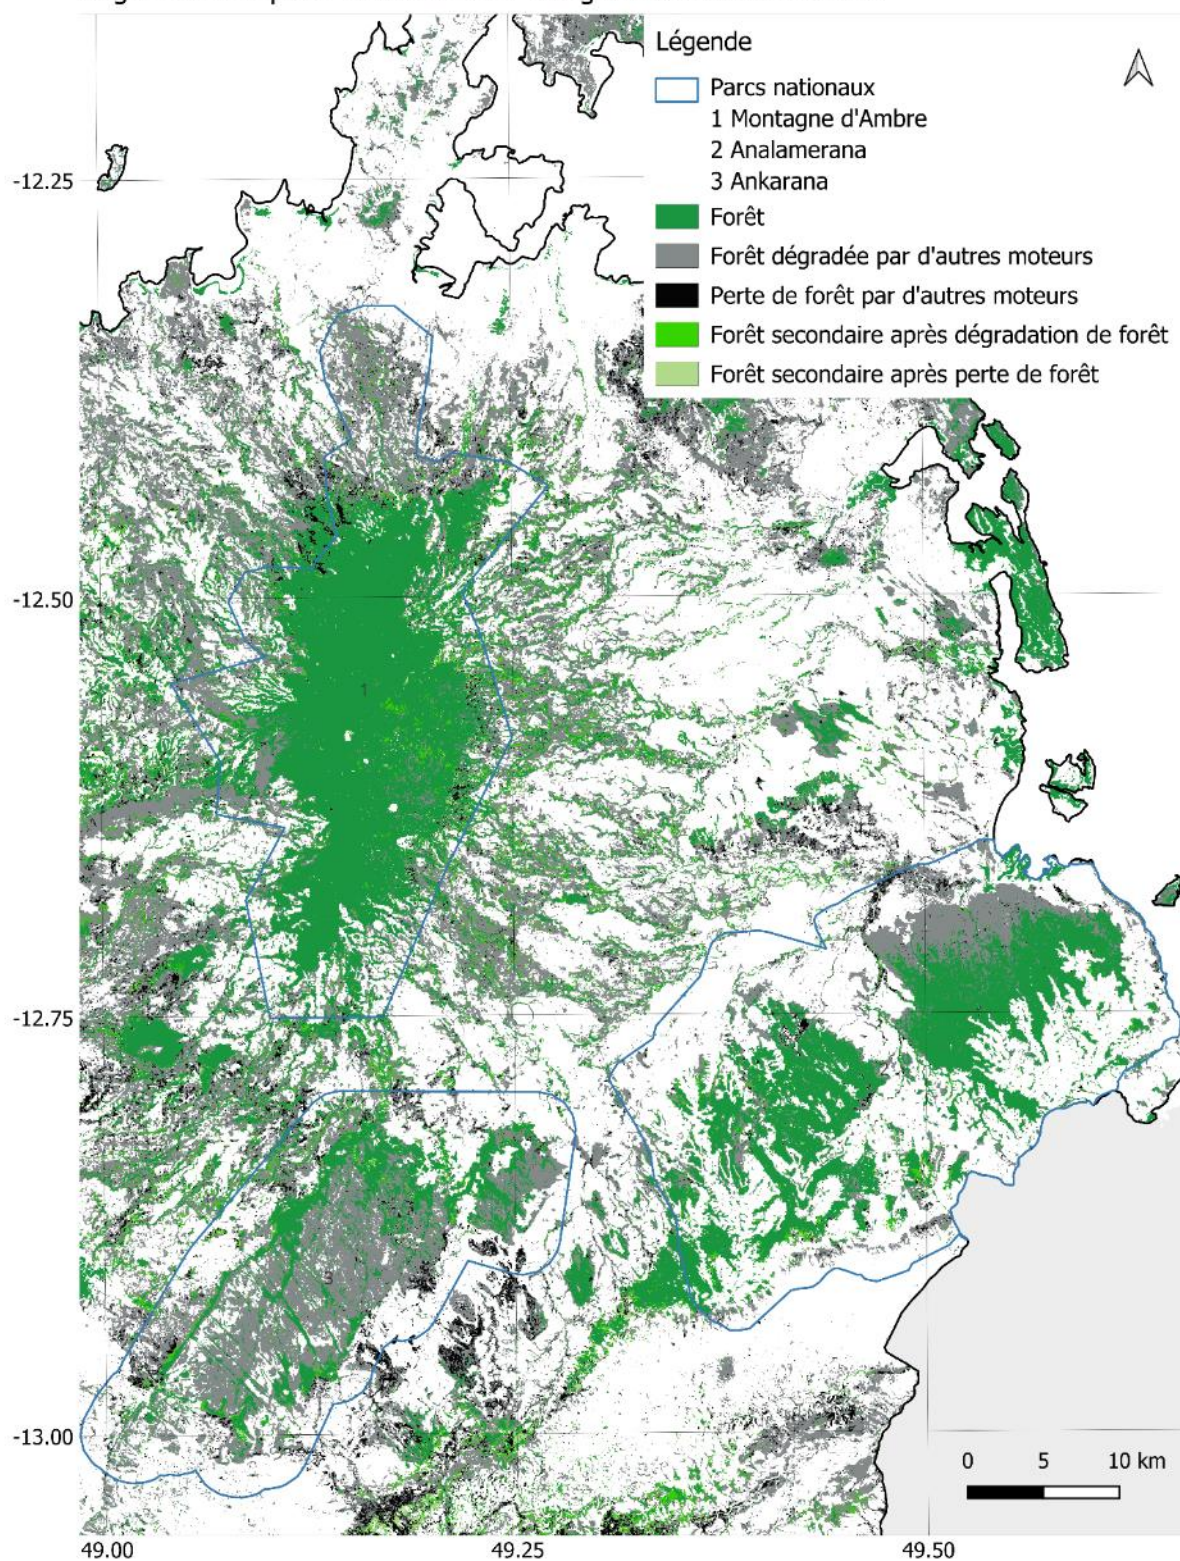 Légende
Parcs nationaux
1 Montagne d'Ambre
2 Analamerana
3 Ankarana
Forêt
Forêt dégradée par d'autres moteurs
Perte de forêt par d'autres moteurs
Forêt secondaire après dégradation de forêt
Forêt secondaire après perte de forêt
-12.25
-12.50
1
-12.75
3
-13.00
0 5 10 km
49.00 49.25 49.50